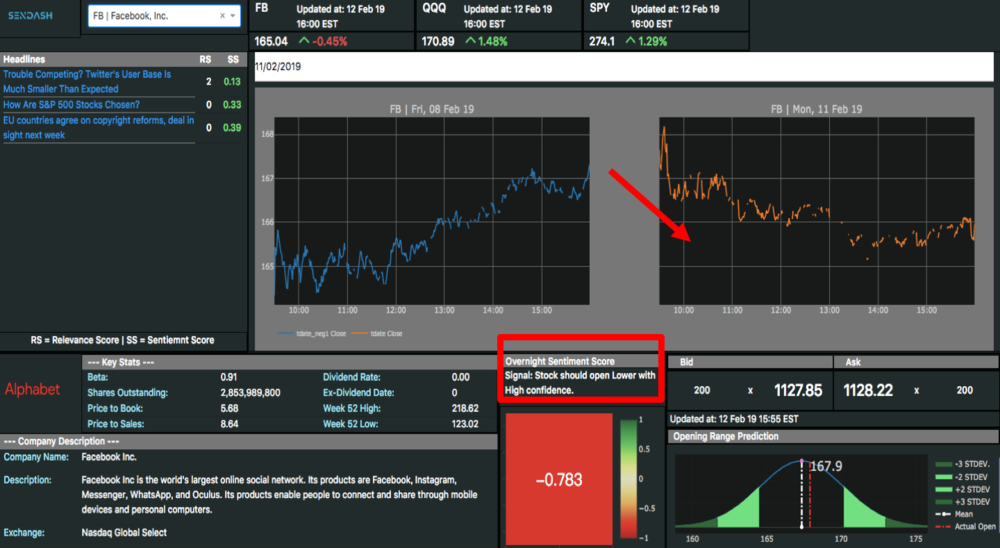 SENDASH
FB | Facebook, Inc.
FB Updated at: 12 Feb 19
16:00 EST
165.04 -0.45%
QQQ Updated at: 12 Feb 19
16:00 EST
170.89 1.48%
SPY Updated at: 12 Feb 19
16:00 EST
274.1 1.29%
Headlines RS SS
Trouble Competing? Twitter's User Base Is
Much Smaller Than Expected 2 0.13
How Are S&P 500 Stocks Chosen? 0 0.33
EU countries agree on copyright reforms, deal in
sight next week 0 0.39
RS = Relevance Score | SS = Sentiemnt Score
11/02/2019
FB | Fri, 08 Feb 19
168
167
166
165
10:00 11:00 12:00 13:00 14:00 15:00
FB | Mon, 11 Feb 19
10:00 11:00 12:00 13:00 14:00 15:00
tdate_neg1 Close tdate Close
Alphabet
--- Key Stats ---
Beta: 0.91 Dividend Rate: 0.00
Shares Outstanding: 2,853,989,800 Ex-Dividend Date: 0
Price to Book: 5.68 Week 52 High: 218.62
Price to Sales: 8.64 Week 52 Low: 123.02
--- Company Description ---
Company Name: Facebook Inc.
Description: Facebook Inc is the world's largest online social network. Its products are Facebook, Instagram,
Messenger, WhatsApp, and Oculus. Its products enable people to connect and share through mobile
devices and personal computers.
Exchange: Nasdaq Global Select
Overnight Sentiment Score
Signal: Stock should open Lower with
High confidence.
−0.783
1
0.5
0
−0.5
−1
Bid Ask
200 x 1127.85 1128.22 x 200
Updated at: 12 Feb 19 15:55 EST
Opening Range Prediction
167.9
160 165 170 175
-3 STDEV.
-2 STDEV
+2 STDEV
+3 STDEV
Mean
Actual Open